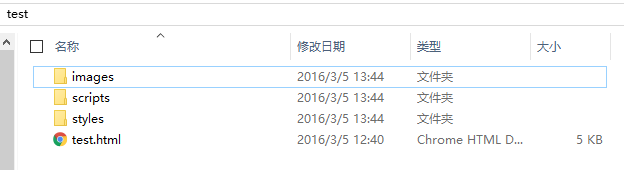 test
名称 修改日期 类型 大小
images 2016/3/5 13:44 文件夹
scripts 2016/3/5 13:44 文件夹
styles 2016/3/5 13:44 文件夹
test.html 2016/3/5 12:40 Chrome HTML D... 5 KB